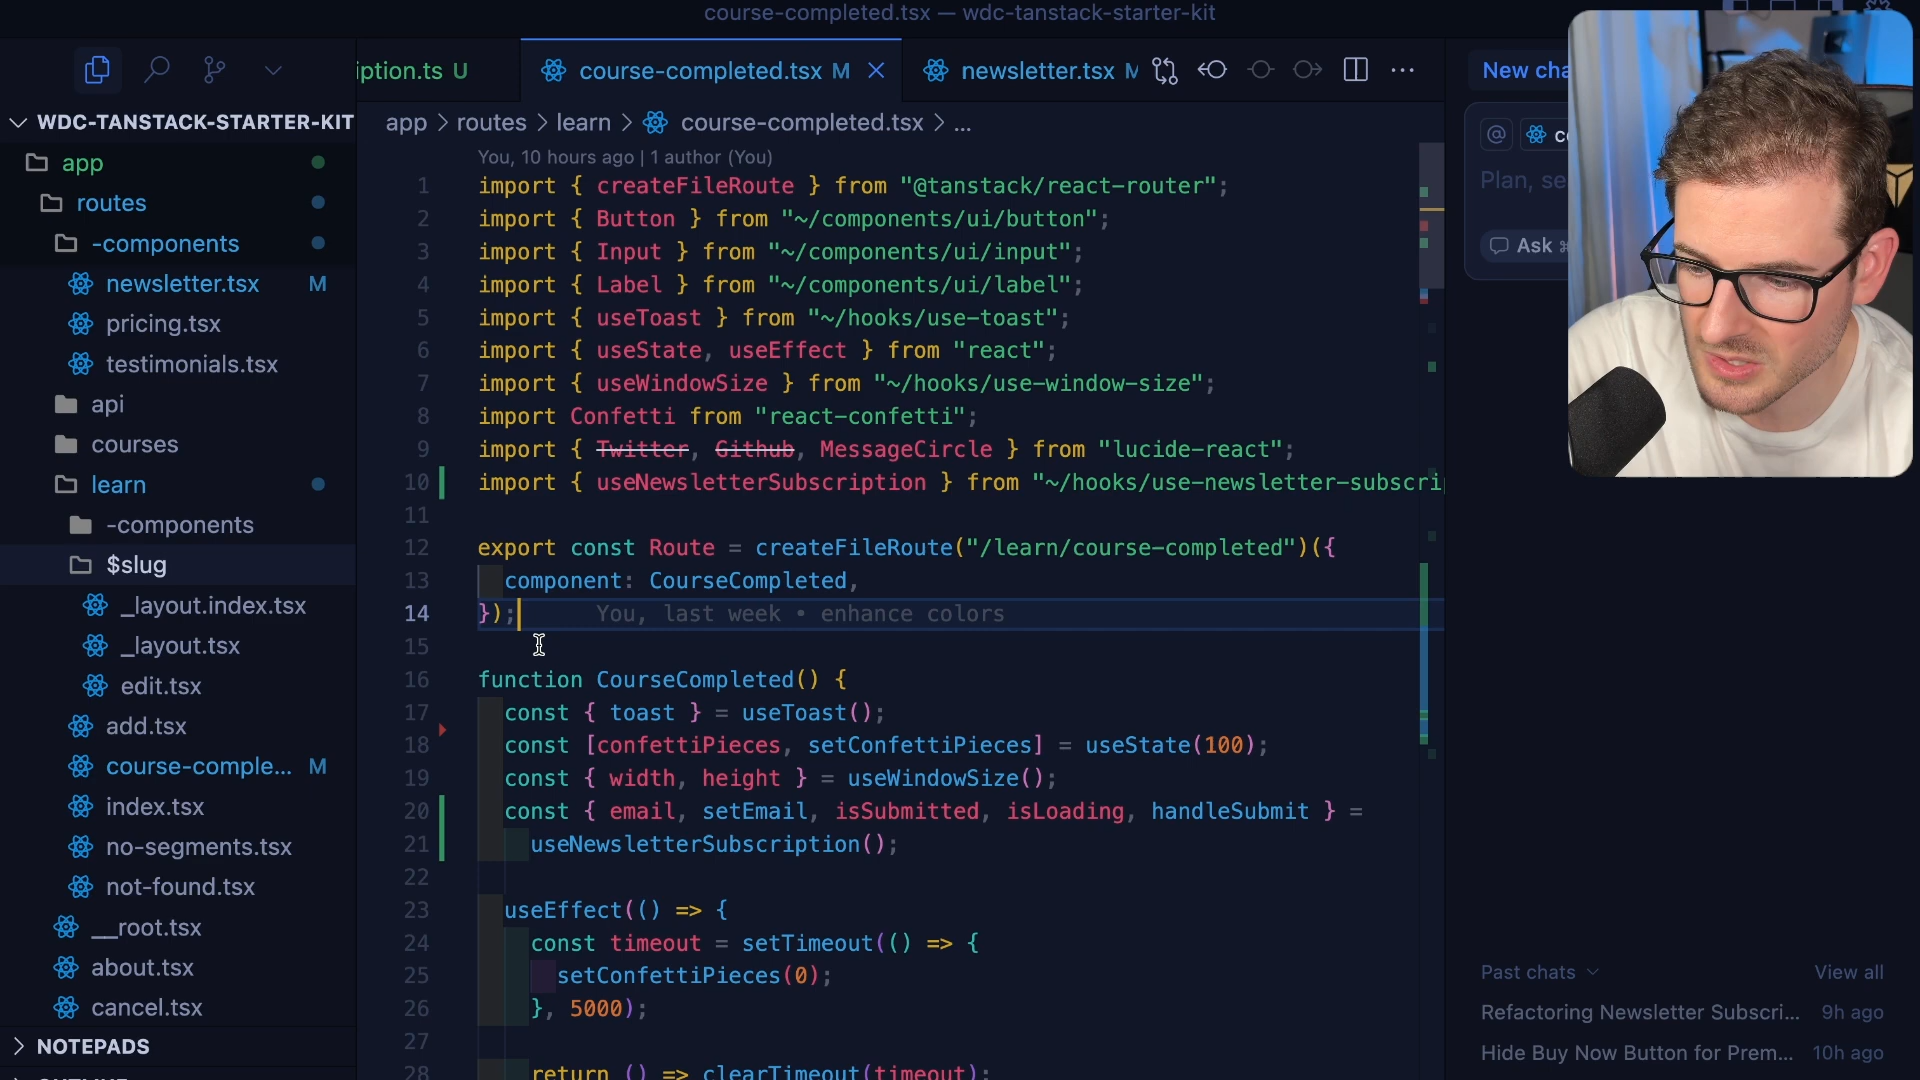 course-completed.tsx — wdc-tanstack-starter-kit
iption.ts U
course-completed.tsx M
newsletter.tsx M
WDC-TANSTACK-STARTER-KIT
app
routes
-components
newsletter.tsx M
pricing.tsx
testimonials.tsx
api
courses
learn
-components
$slug
_layout.index.tsx
_layout.tsx
edit.tsx
add.tsx
course-comple... M
index.tsx
no-segments.tsx
not-found.tsx
__root.tsx
about.tsx
cancel.tsx
NOTEPADS
app > routes > learn > course-completed.tsx > ...
You, 10 hours ago | 1 author (You)
1 import { createFileRoute } from "@tanstack/react-router";
2 import { Button } from "~/components/ui/button";
3 import { Input } from "~/components/ui/input";
4 import { Label } from "~/components/ui/label";
5 import { useToast } from "~/hooks/use-toast";
6 import { useState, useEffect } from "react";
7 import { useWindowSize } from "~/hooks/use-window-size";
8 import Confetti from "react-confetti";
9 import { Twitter, Github, MessageCircle } from "lucide-react";
10 import { useNewsletterSubscription } from "~/hooks/use-newsletter-subscri
11
12 export const Route = createFileRoute("/learn/course-completed")({
13 component: CourseCompleted,
14 }); You, last week • enhance colors
15
16 function CourseCompleted() {
17 const { toast } = useToast();
18 const [confettiPieces, setConfettiPieces] = useState(100);
19 const { width, height } = useWindowSize();
20 const { email, setEmail, isSubmitted, isLoading, handleSubmit } =
21 useNewsletterSubscription();
22
23 useEffect(() => {
24 const timeout = setTimeout(() => {
25 setConfettiPieces(0);
26 }, 5000);
27
28 return () => clearTimeout(timeout);
New cha
@ co
Plan, se
Ask
Past chats
View all
Refactoring Newsletter Subscri... 9h ago
Hide Buy Now Button for Prem... 10h ago